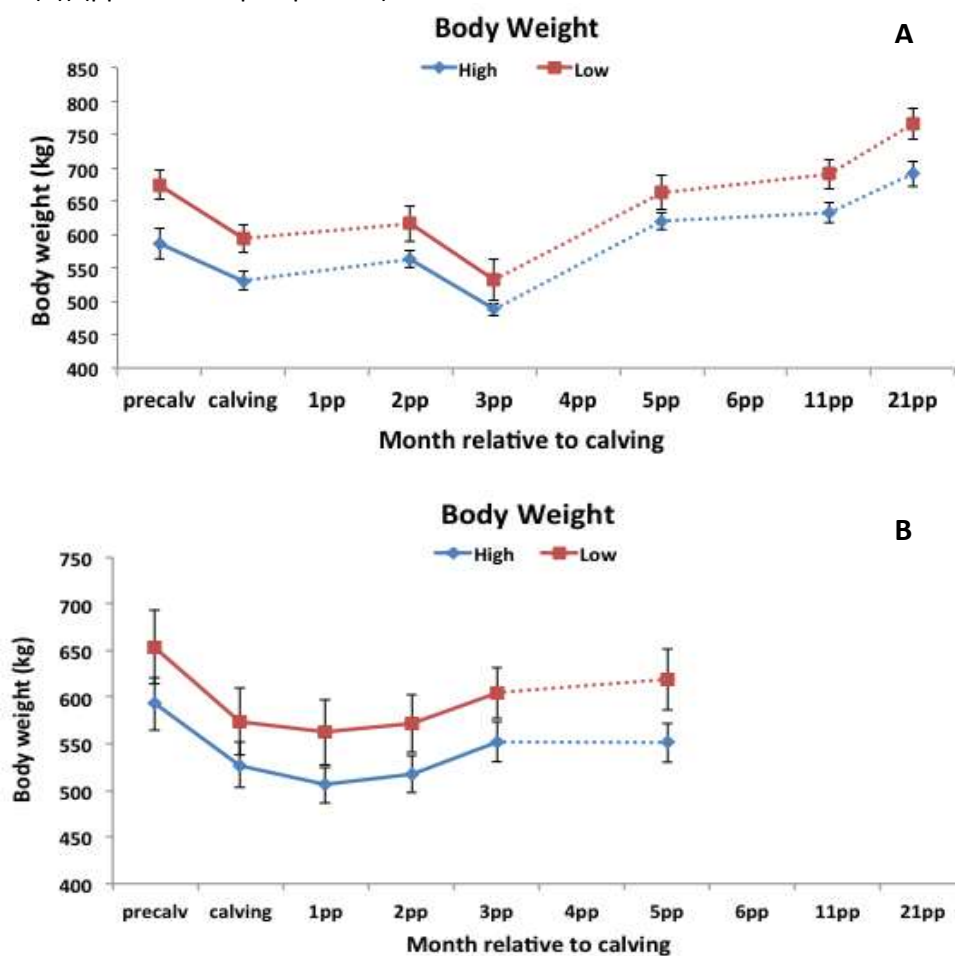 Body Weight
A
High Low
850
800
750
700
650
600
550
500
450
400
Body weight (kg)
precalv calving 1pp 2pp 3pp 4pp 5pp 6pp 11pp 21pp
Month relative to calving
Body Weight
B
High Low
750
700
650
600
550
500
450
400
Body weight (kg)
precalv calving 1pp 2pp 3pp 4pp 5pp 6pp 11pp 21pp
Month relative to calving